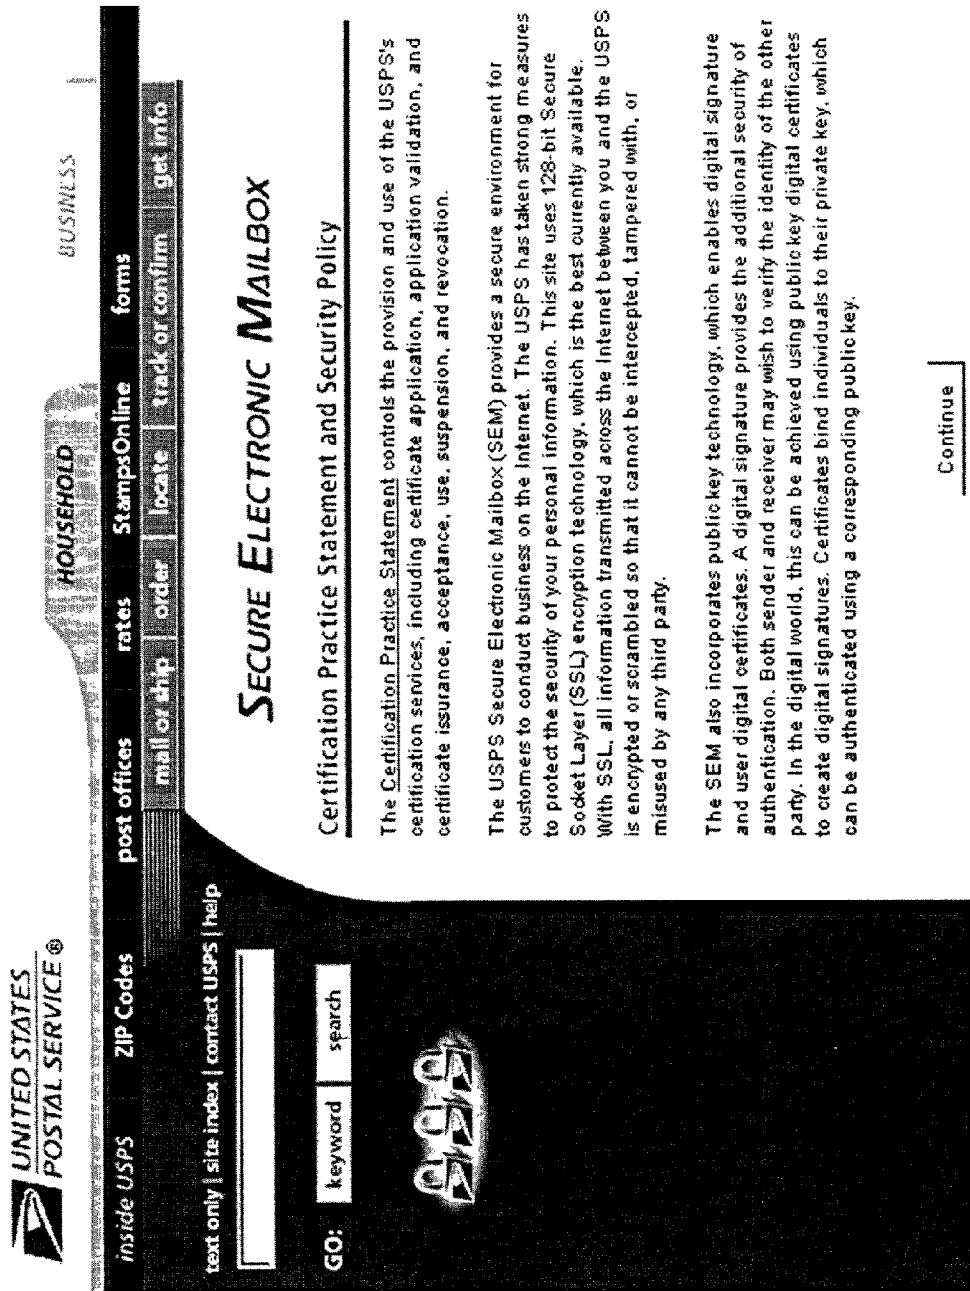 UNITED STATES
POSTAL SERVICE ®
HOUSEHOLD
BUSINESS
inside USPS ZIP Codes post offices rates StampsOnline forms
mail or ship order locate track or confirm get info
text only | site index | contact USPS | help
GO: keyword search
SECURE ELECTRONIC MAILBOX
Certification Practice Statement and Security Policy
The Certification Practice Statement controls the provision and use of the USPS's
certification services, including certificate application, application validation, and
certificate issurance, acceptance, use, suspension, and revocation.
The USPS Secure Electronic Mailbox (SEM) provides a secure environment for
customers to conduct business on the Internet. The USPS has taken strong measures
to protect the security of your personal information. This site uses 128-bit Secure
Socket Layer (SSL) encryption technology, which is the best currently available.
With SSL, all information transmitted across the Internet between you and the USPS
is encrypted or scrambled so that it cannot be intercepted, tampered with, or
misused by any third party.
The SEM also incorporates public key technology, which enables digital signature
and user digital certificates. A digital signature provides the additional security of
authentication. Both sender and receiver may wish to verify the identity of the other
party. In the digital world, this can be achieved using public key digital certificates
to create digital signatures. Certificates bind individuals to their private key, which
can be authenticated using a corresponding public key.
Continue